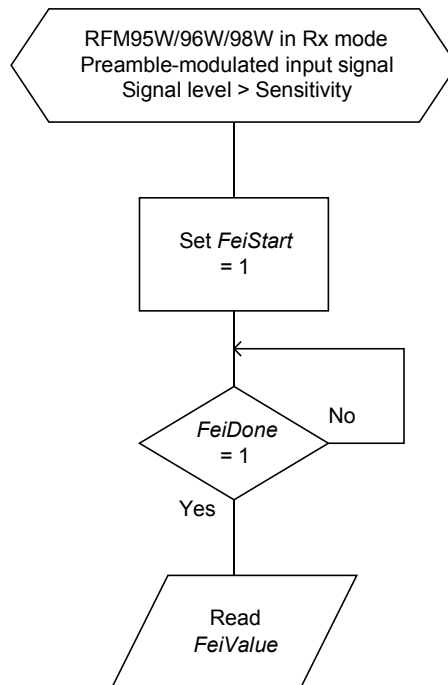 RFM95W/96W/98W in Rx mode
Preamble-modulated input signal
Signal level > Sensitivity
Set FeiStart
= 1
No
FeiDone
= 1
Yes
Read
FeiValue